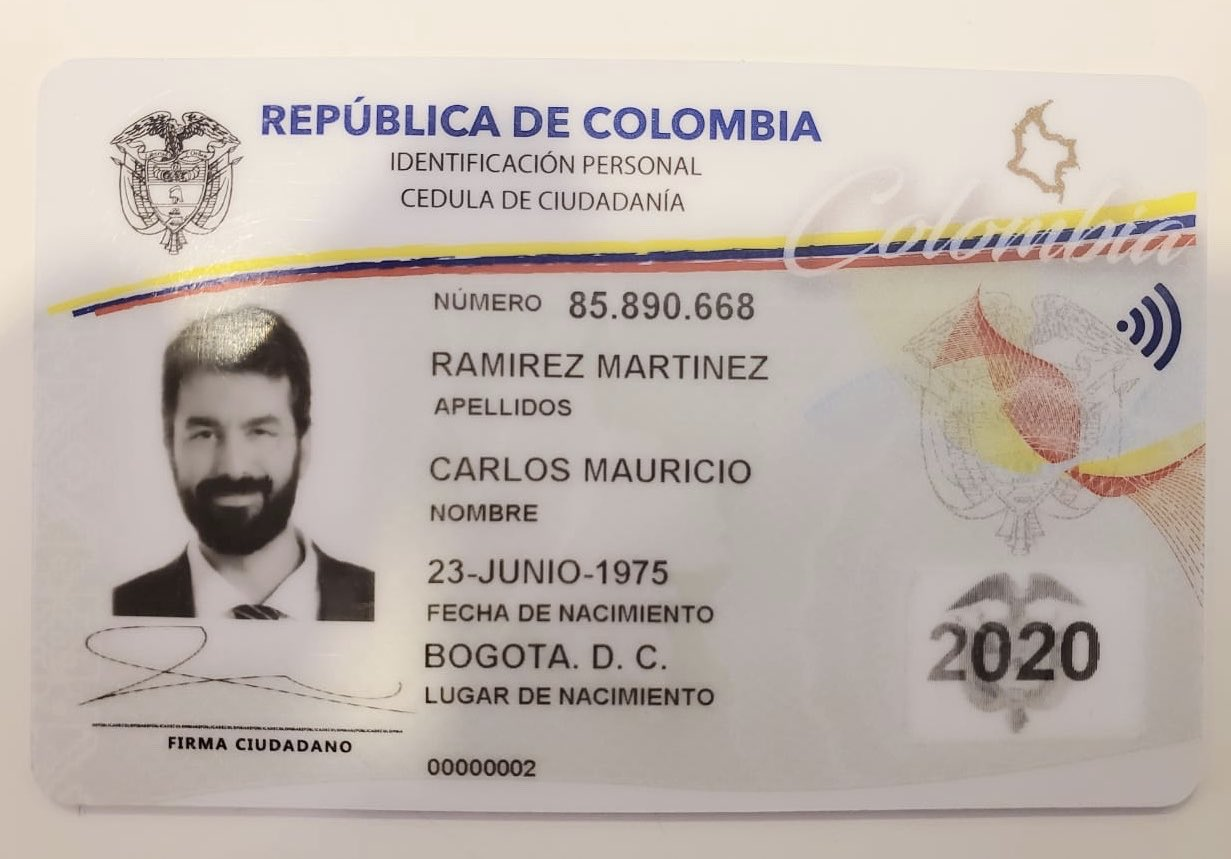 REPÚBLICA DE COLOMBIA
IDENTIFICACIÓN PERSONAL
CEDULA DE CIUDADANÍA
Colombia
NÚMERO 85.890.668
RAMIREZ MARTINEZ
APELLIDOS
CARLOS MAURICIO
NOMBRE
23-JUNIO-1975
FECHA DE NACIMIENTO
BOGOTA. D. C.
LUGAR DE NACIMIENTO
2020
FIRMA CIUDADANO
00000002